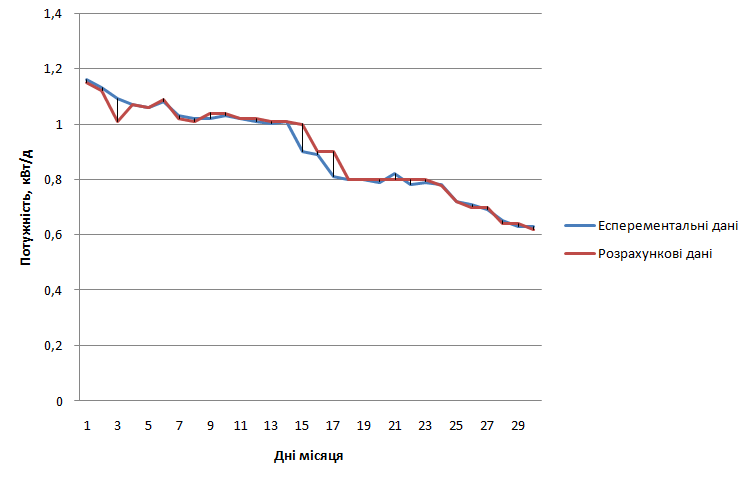 1,4
1,2
1
0,8
0,6
0,4
0,2
0
Потужність, кВт/д
1 3 5 7 9 11 13 15 17 19 21 23 25 27 29
Дні місяця
Есперементальні дані
Розрахункові дані